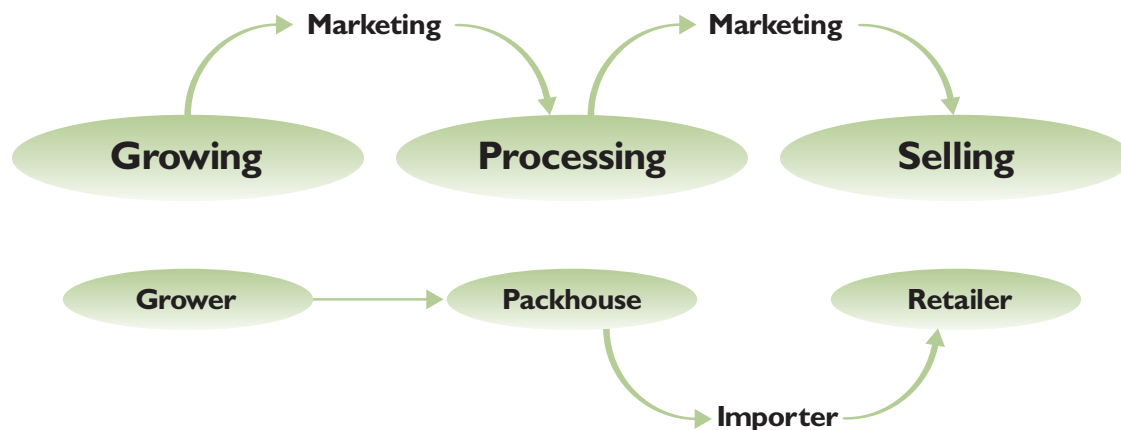 Marketing
Marketing
Growing
Processing
Selling
Grower
Packhouse
Retailer
Importer